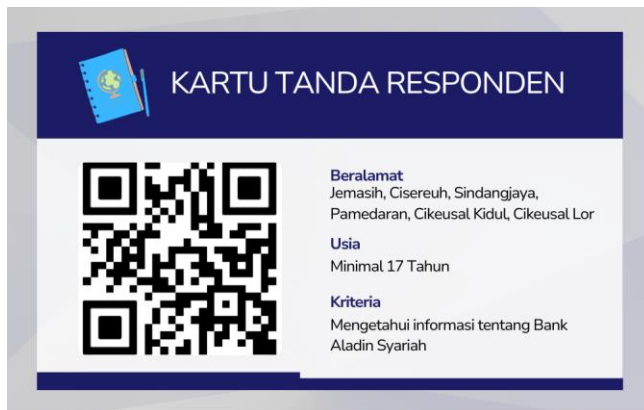 KARTU TANDA RESPONDEN
Beralamat
Jemasih, Cisereuh, Sindangjaya,
Pamedaran, Cikeusal Kidul, Cikeusal Lor
Usia
Minimal 17 Tahun
Kriteria
Mengetahui informasi tentang Bank
Aladin Syariah